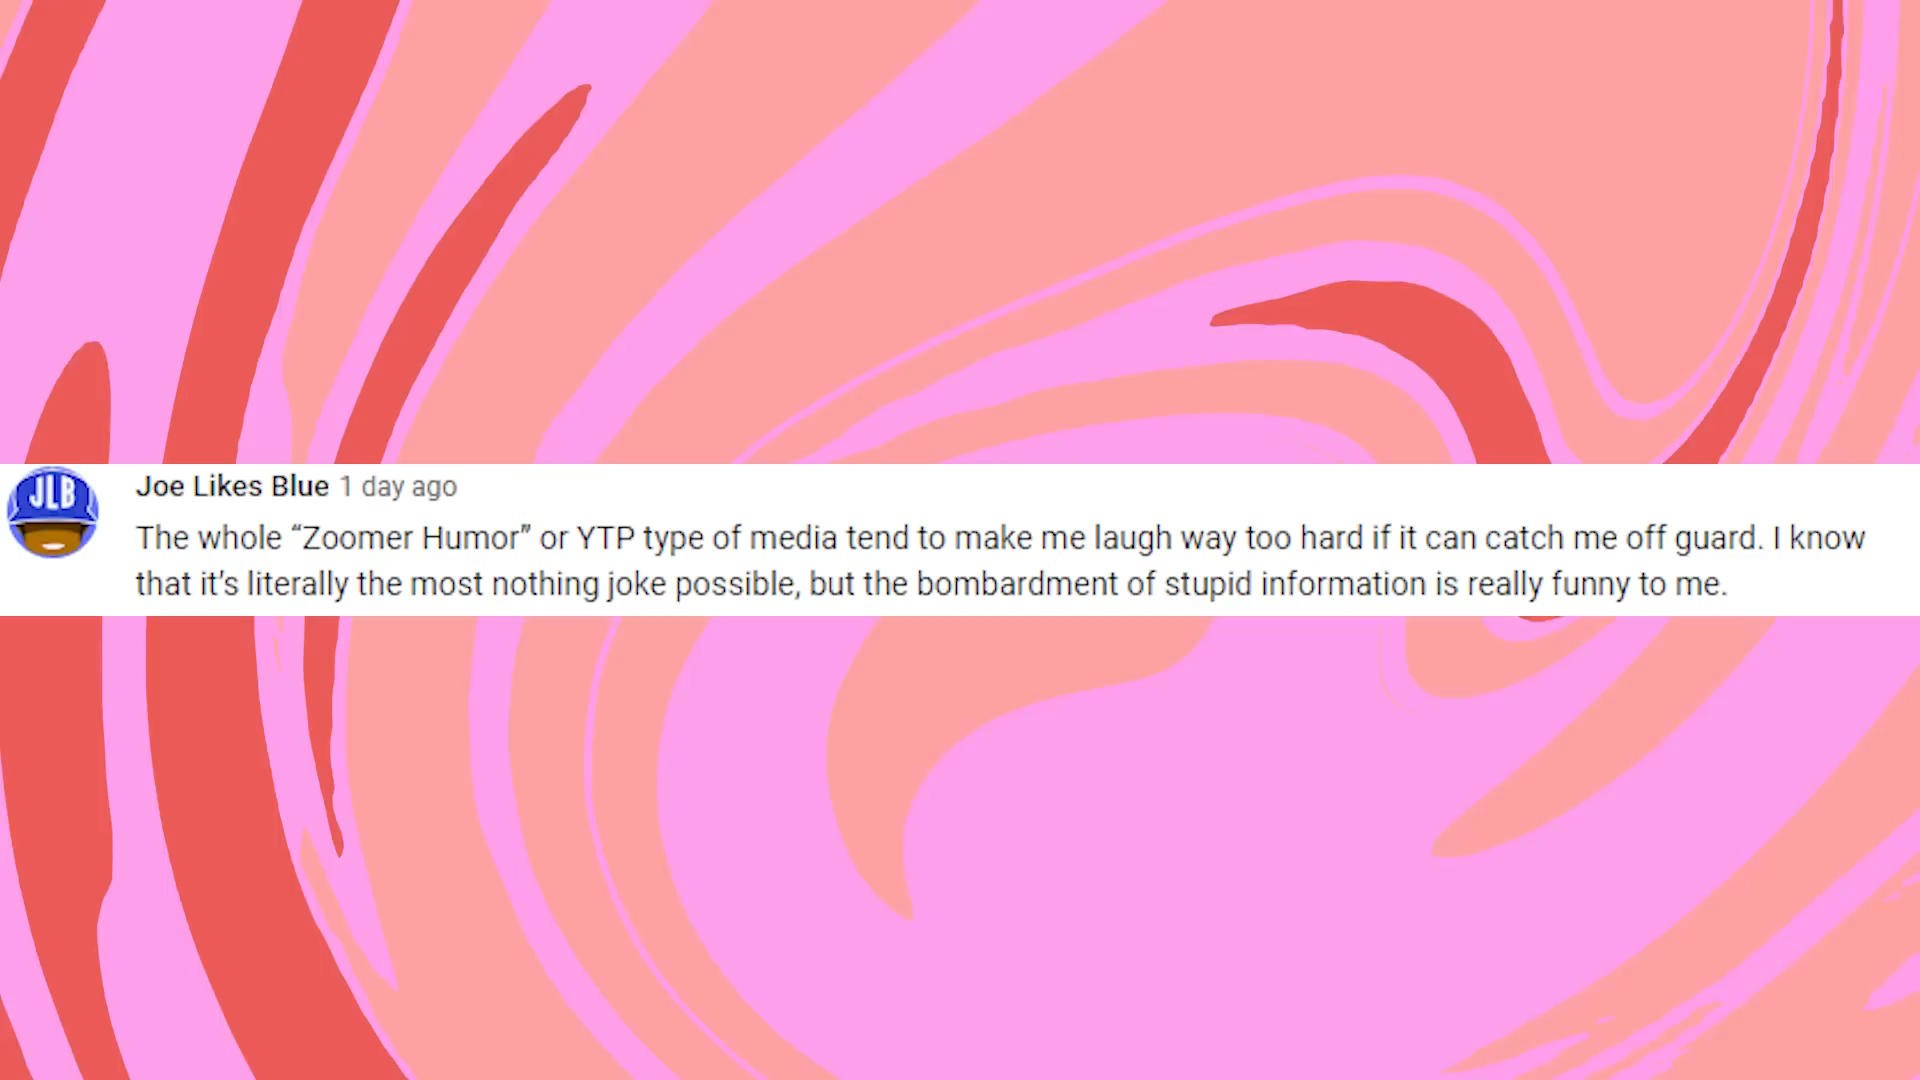 JLB
Joe Likes Blue 1 day ago
The whole “Zoomer Humor” or YTP type of media tend to make me laugh way too hard if it can catch me off guard. I know
that it’s literally the most nothing joke possible, but the bombardment of stupid information is really funny to me.